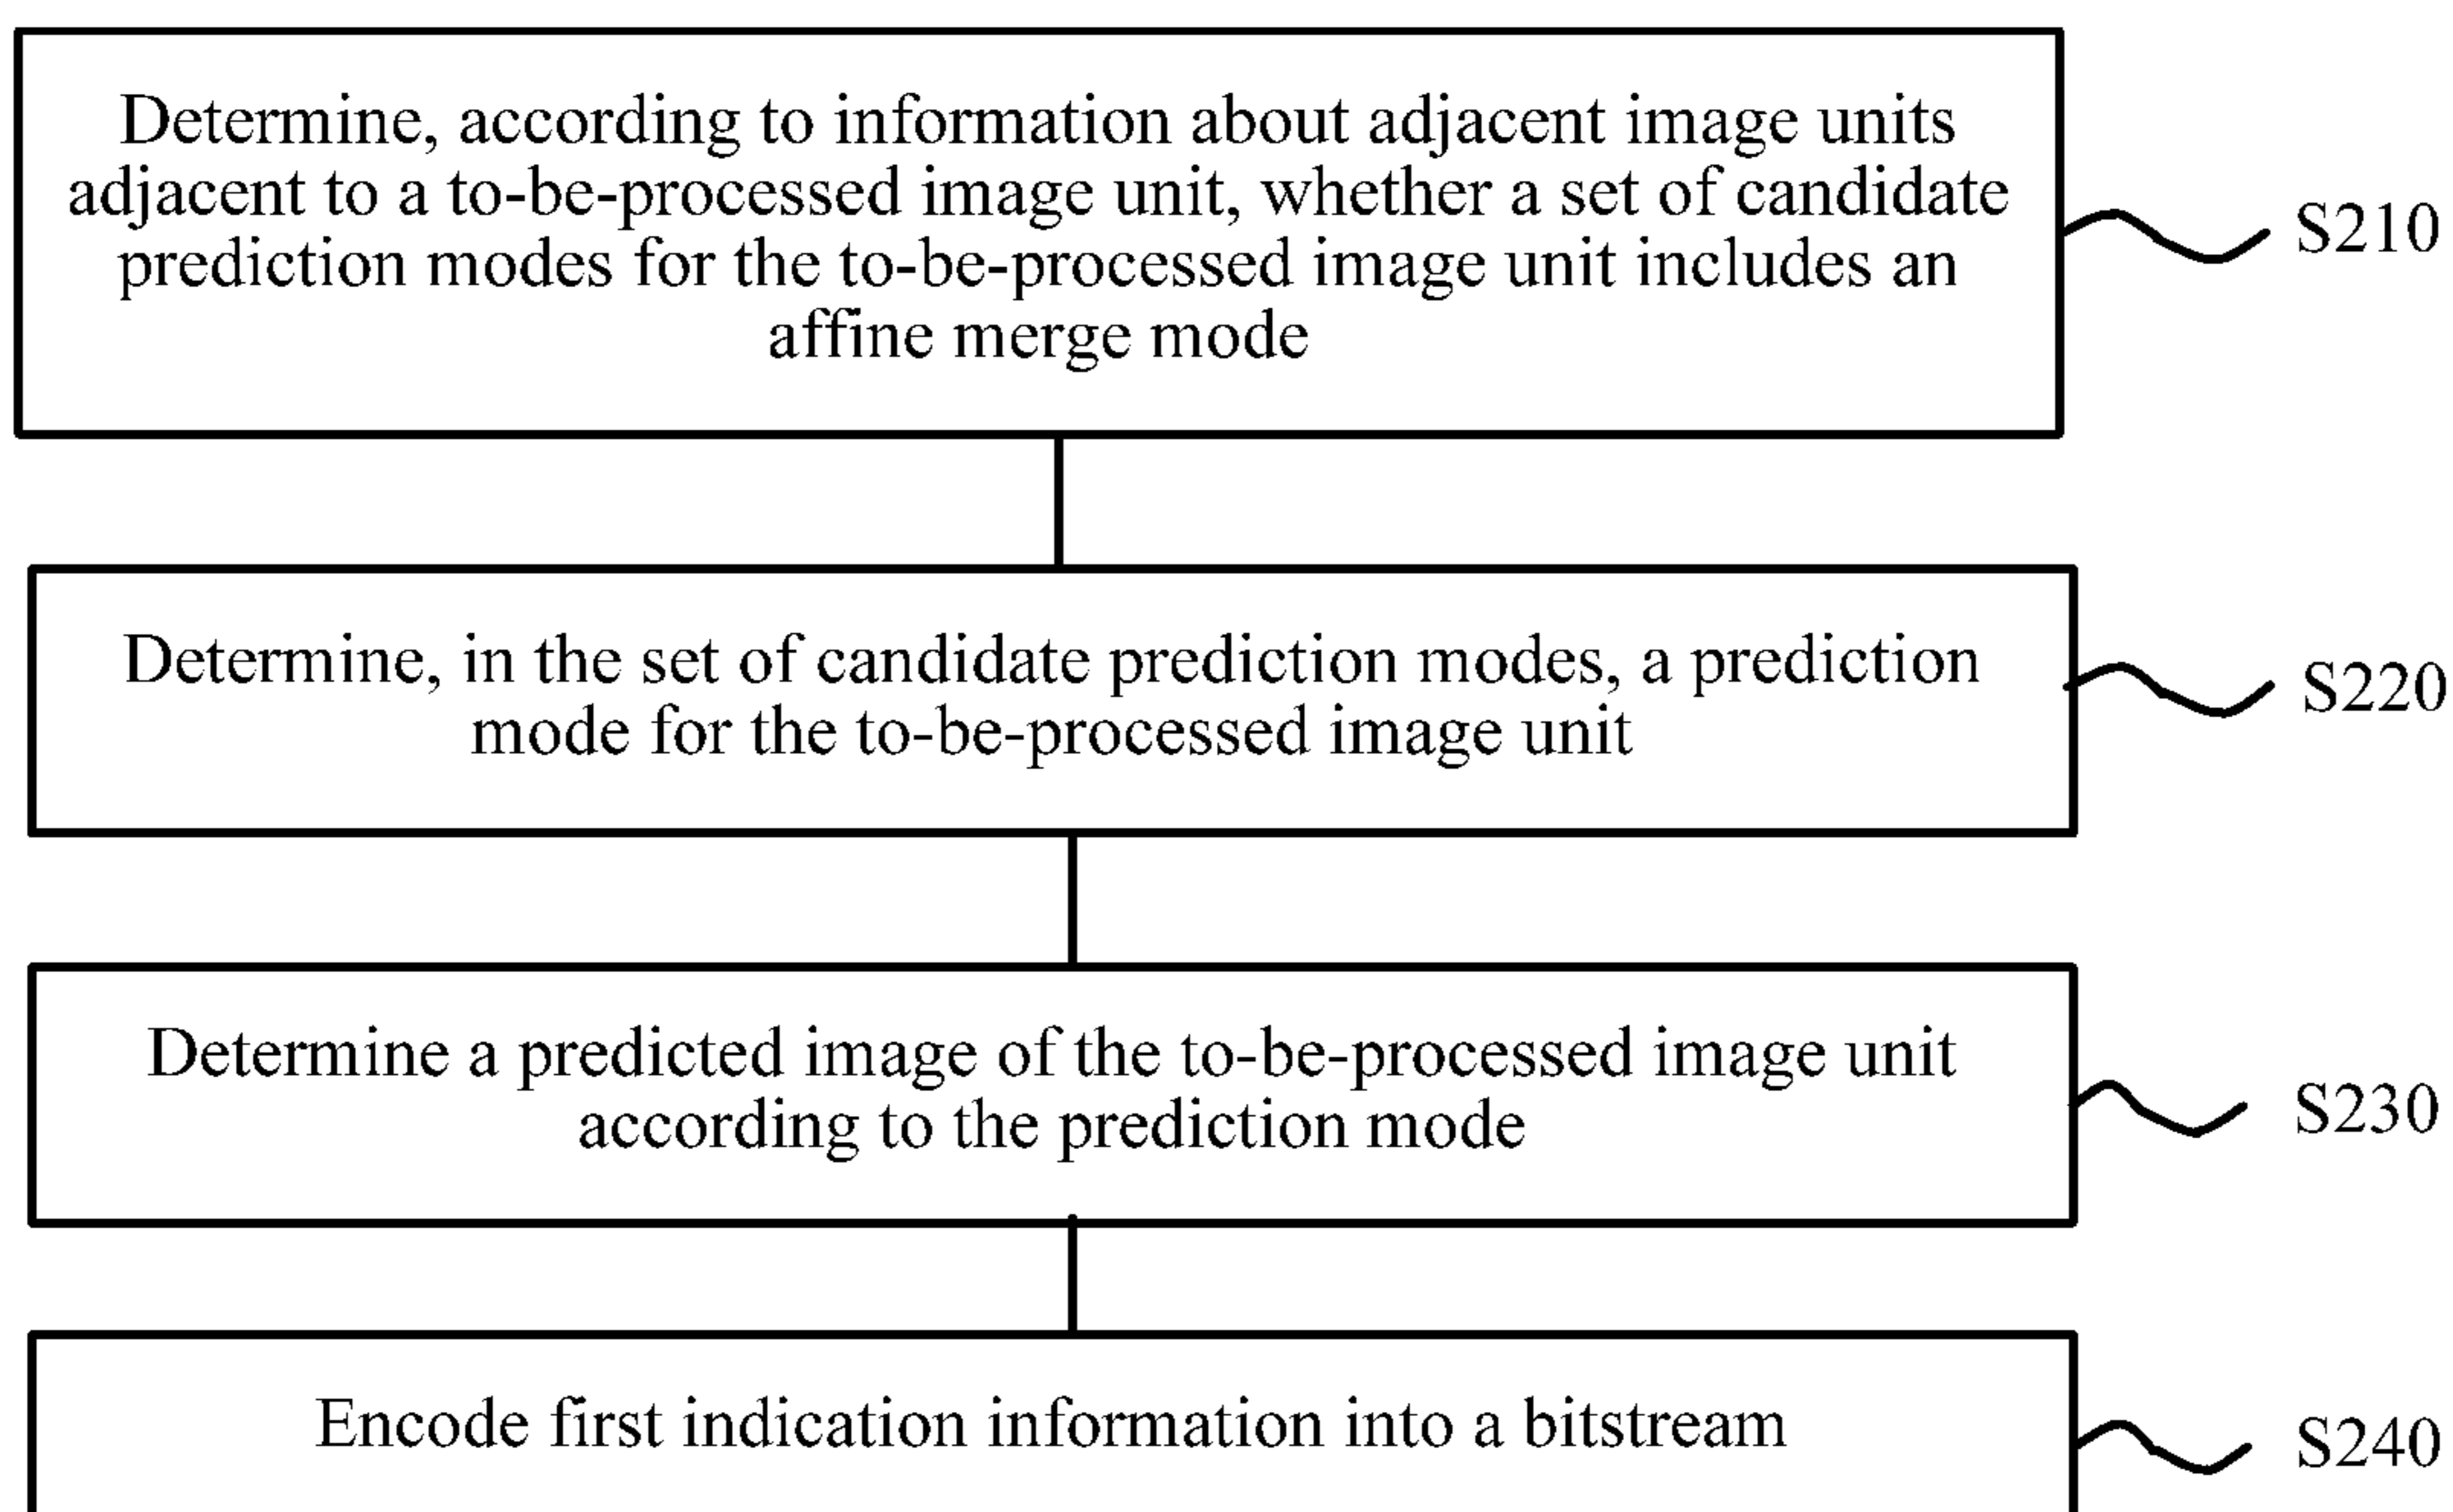 Determine, according to information about adjacent image units
adjacent to a to-be-processed image unit, whether a set of candidate
prediction modes for the to-be-processed image unit includes an
affine merge mode
S210
Determine, in the set of candidate prediction modes, a prediction
mode for the to-be-processed image unit
S220
Determine a predicted image of the to-be-processed image unit
according to the prediction mode
S230
Encode first indication information into a bitstream
S240